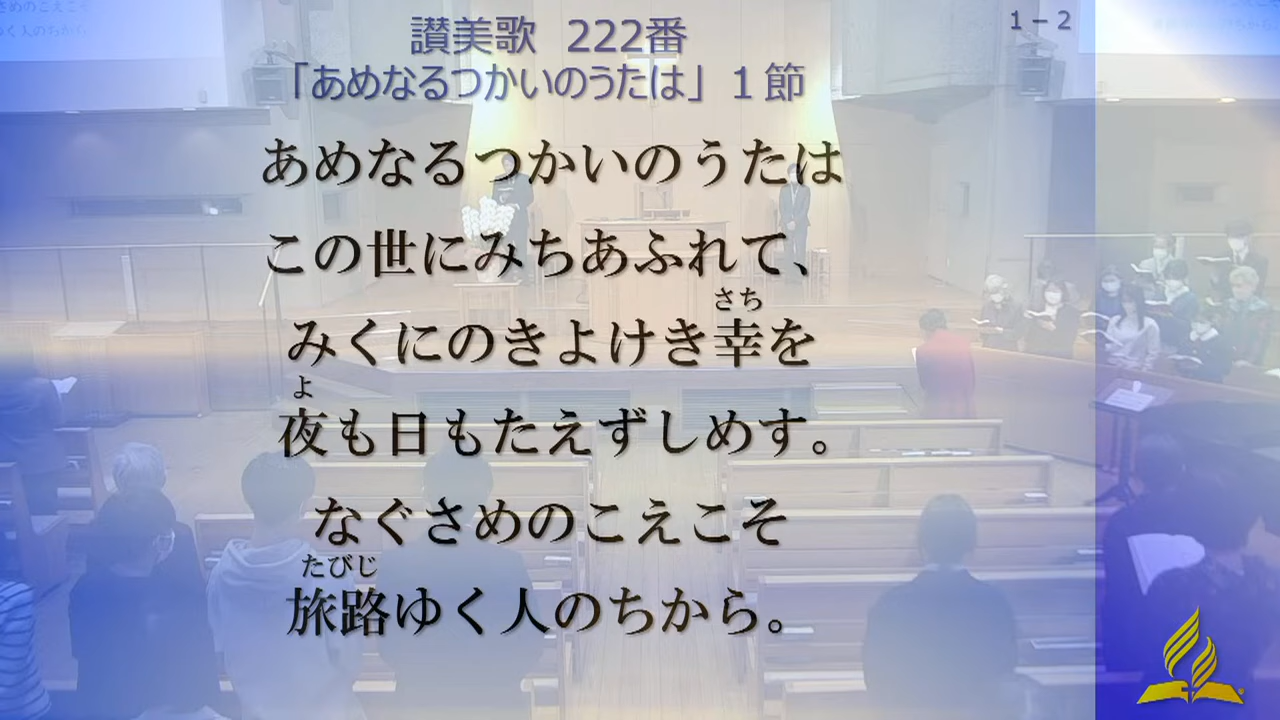 讃美歌 222番
1－2
「あめなるつかいのうたは」１節
あめなるつかいのうたは
この世にみちあふれて、
さち
みくにのきよけき幸を
よ
夜も日もたえずしめす。
なぐさめのこえこそ
たびじ
旅路ゆく人のちから。